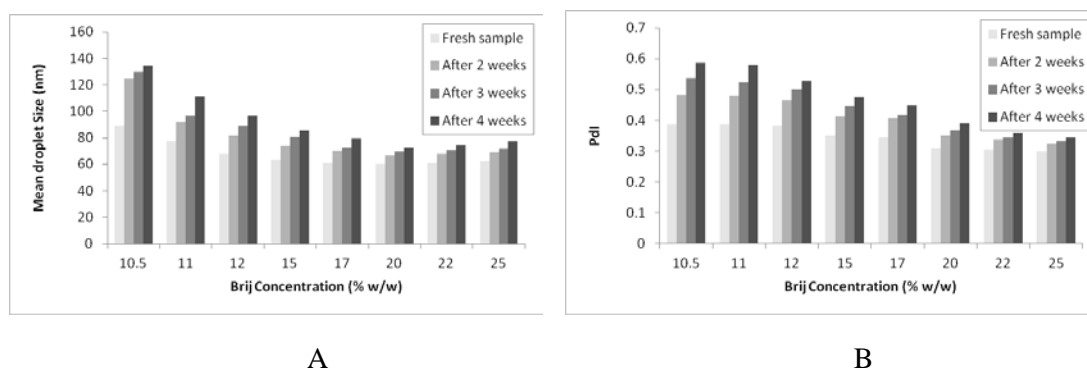 160
140
120
100
80
60
40
20
0
Mean droplet Size (nm)
Fresh sample
After 2 weeks
After 3 weeks
After 4 weeks
10.5 11 12 15 17 20 22 25
Brij Concentration (% w/w)
A
0.7
0.6
0.5
0.4
0.3
0.2
0.1
0
PdI
Fresh sample
After 2 weeks
After 3 weeks
After 4 weeks
10.5 11 12 15 17 20 22 25
Brij Concentration (% w/w)
B